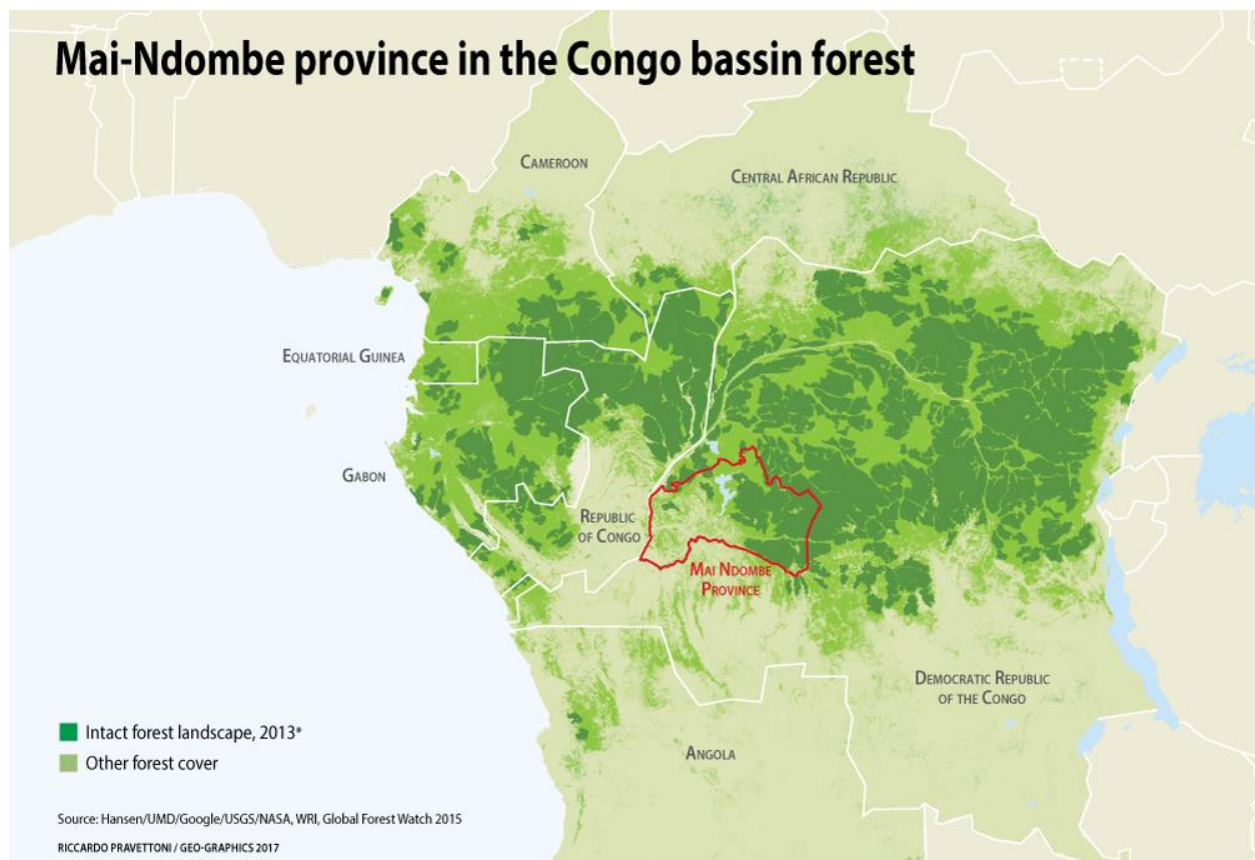 Mai-Ndombe province in the Congo bassin forest
CAMEROON
CENTRAL AFRICAN REPUBLIC
EQUATORIAL GUINEA
GABON
REPUBLIC
OF CONGO
MAI NDOMBE
PROVINCE
DEMOCRATIC REPUBLIC
OF THE CONGO
ANGOLA
Intact forest landscape, 2013*
Other forest cover
Source: Hansen/UMD/Google/USGS/NASA, WRI, Global Forest Watch 2015
RICCARDO PRAVETTONI / GEO-GRAPHICS 2017